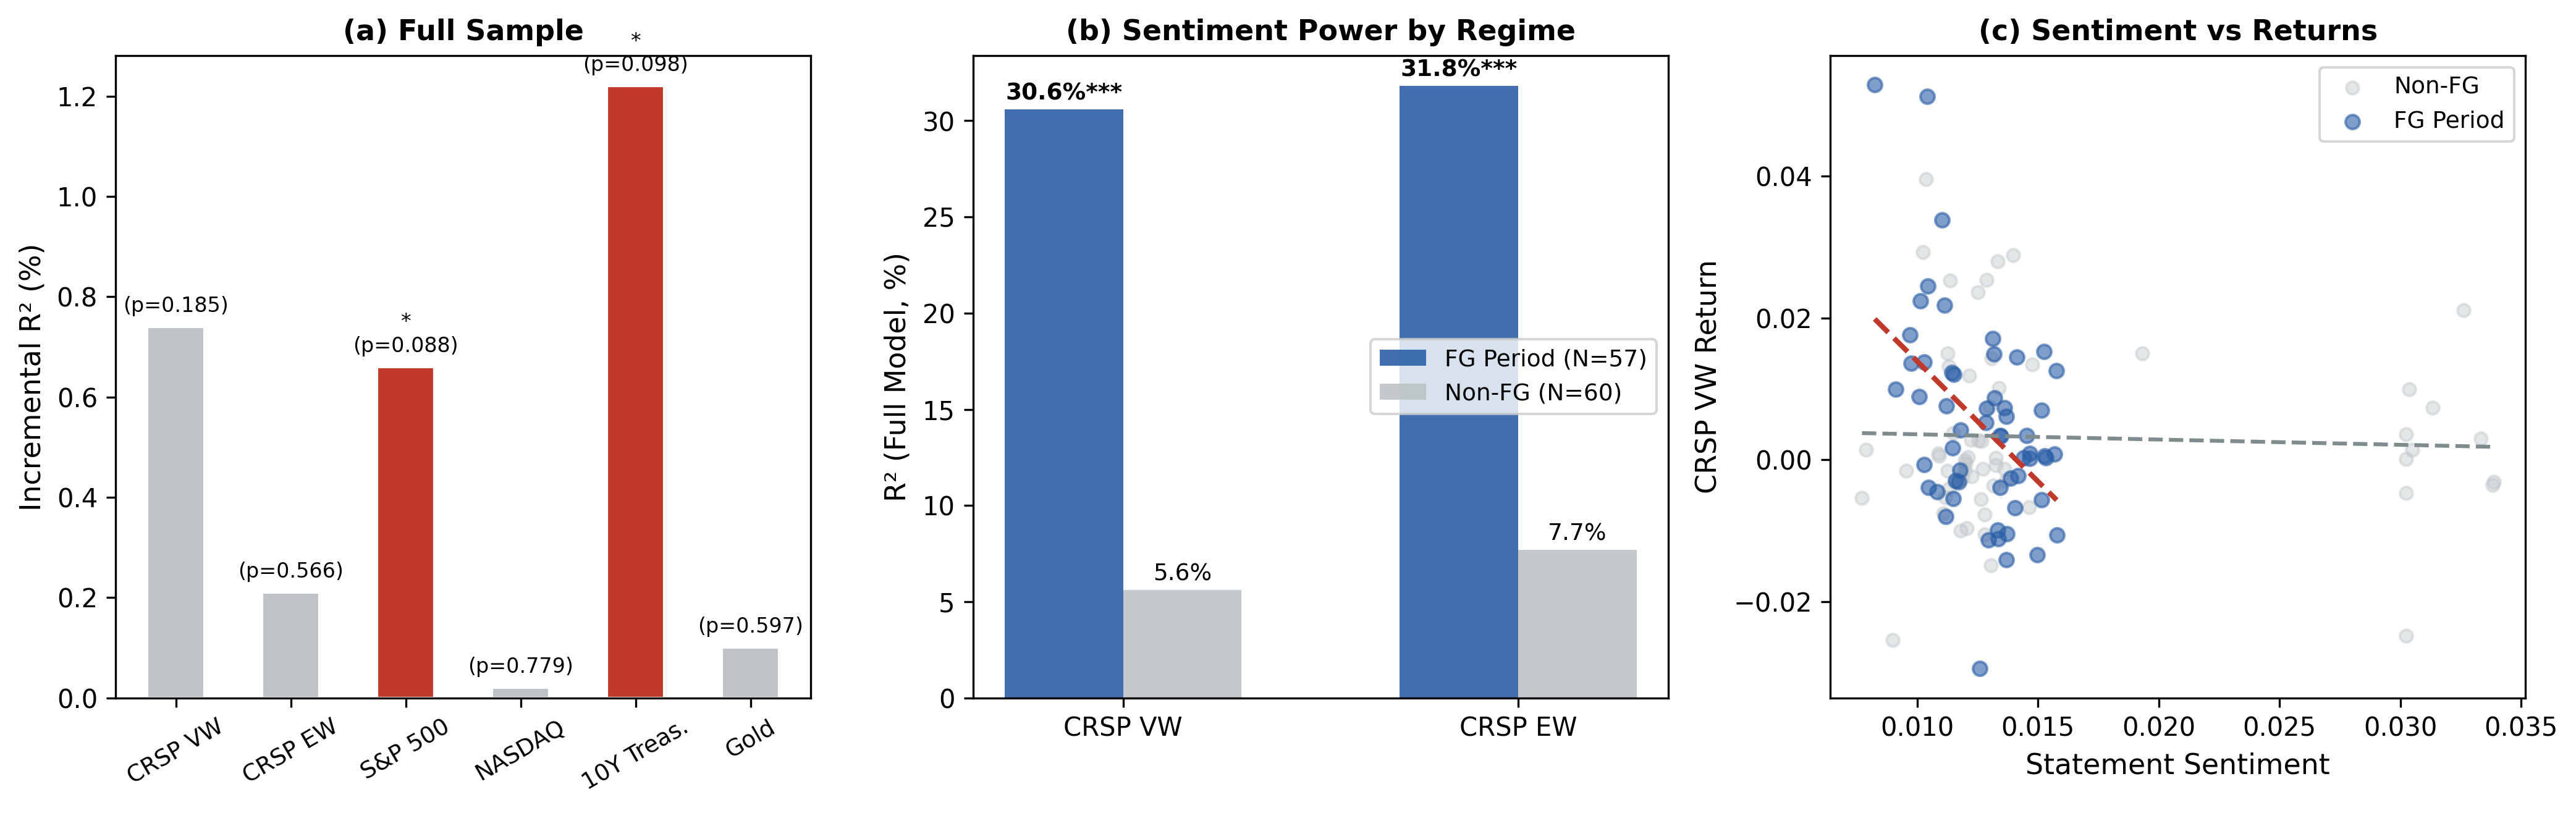 (a) Full Sample
Incremental R² (%)
0.0
0.2
0.4
0.6
0.8
1.0
1.2
(p=0.185)
(p=0.566)
*
(p=0.088)
(p=0.779)
*
(p=0.098)
(p=0.597)
CRSP VW
CRSP EW
S&P 500
NASDAQ
10Y Treas.
Gold
(b) Sentiment Power by Regime
R² (Full Model, %)
0
5
10
15
20
25
30
30.6%***
5.6%
31.8%***
7.7%
FG Period (N=57)
Non-FG (N=60)
CRSP VW
CRSP EW
(c) Sentiment vs Returns
CRSP VW Return
0.04
0.02
0.00
−0.02
Non-FG
FG Period
0.010
0.015
0.020
0.025
0.030
0.035
Statement Sentiment